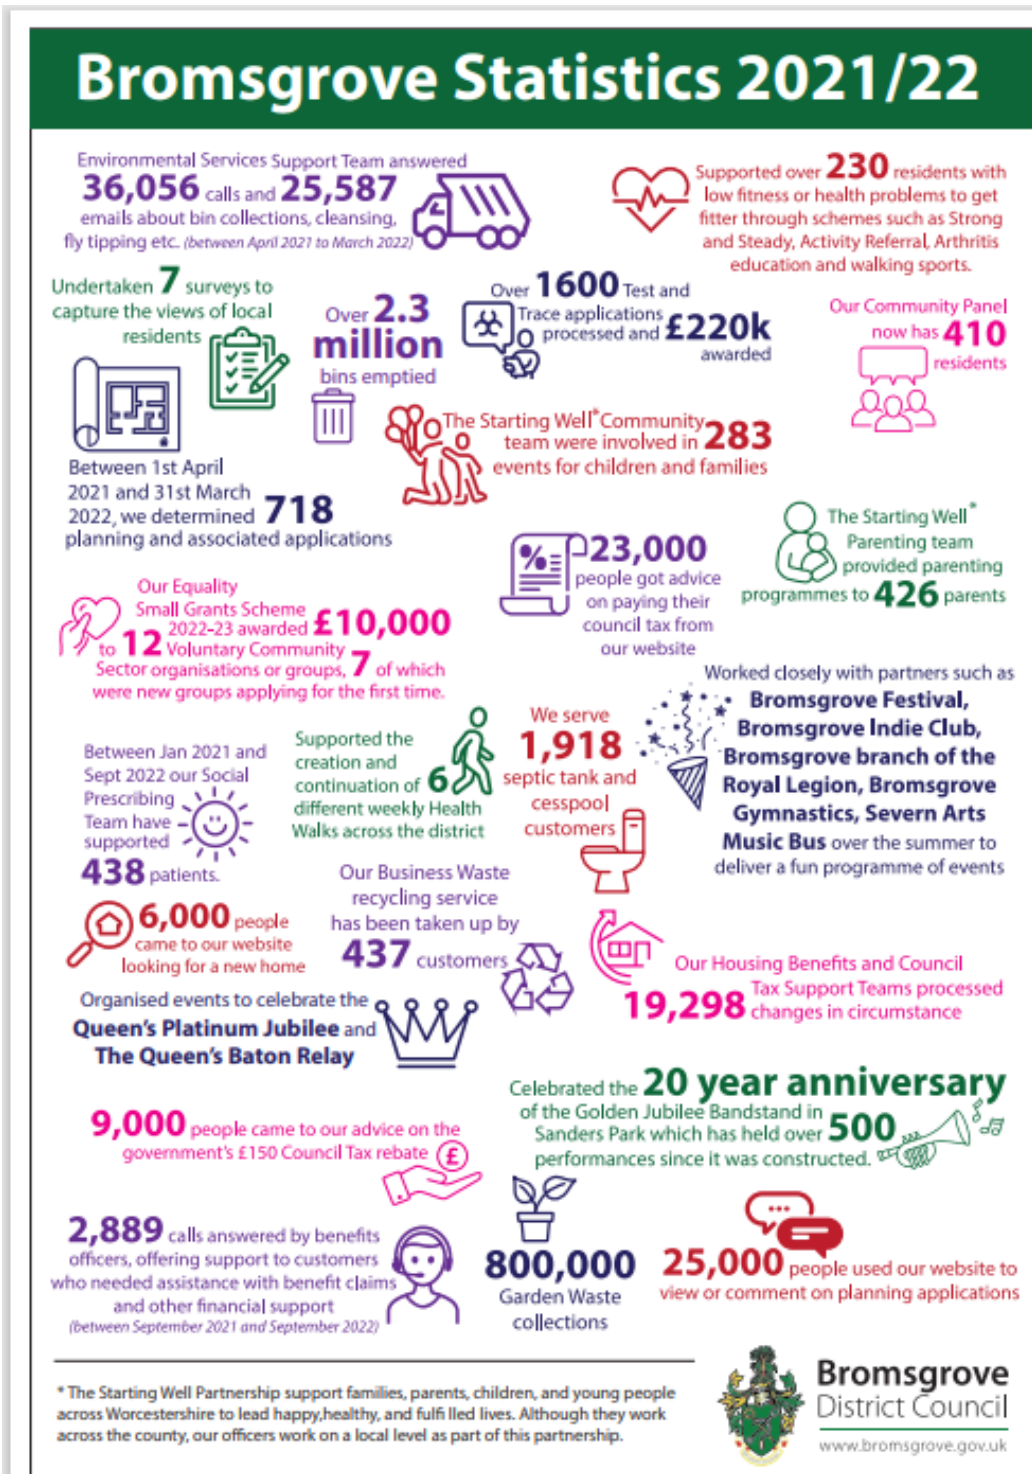 Bromsgrove Statistics 2021/22
Environmental Services Support Team answered
36,056 calls and 25,587
emails about bin collections, cleansing,
fly tipping etc. (between April 2021 to March 2022)
Supported over 230 residents with
low fitness or health problems to get
fitter through schemes such as Strong
and Steady, Activity Referral, Arthritis
education and walking sports.
Undertaken 7 surveys to
capture the views of local
residents
Over 2.3
million
bins emptied
Over 1600 Test and
Trace applications
processed and £220k
awarded
Our Community Panel
now has 410
residents
The Starting Well* Community
team were involved in 283
events for children and families
Between 1st April
2021 and 31st March
2022, we determined 718
planning and associated applications
23,000
people got advice
on paying their
council tax from
our website
The Starting Well*
Parenting team
provided parenting
programmes to 426 parents
Our Equality
Small Grants Scheme
2022-23 awarded £10,000
to 12 Voluntary Community
Sector organisations or groups, 7 of which
were new groups applying for the first time.
Worked closely with partners such as
Bromsgrove Festival,
Bromsgrove Indie Club,
Bromsgrove branch of the
Royal Legion, Bromsgrove
Gymnastics, Severn Arts
Music Bus over the summer to
deliver a fun programme of events
Between Jan 2021 and
Sept 2022 our Social
Prescribing
Team have
supported
438 patients.
Supported the
creation and
continuation of 6
different weekly Health
Walks across the district
We serve
1,918
septic tank and
cesspool
customers
6,000 people
came to our website
looking for a new home
Our Business Waste
recycling service
has been taken up by
437 customers
Our Housing Benefits and Council
Tax Support Teams processed
19,298 changes in circumstance
Organised events to celebrate the
Queen's Platinum Jubilee and
The Queen's Baton Relay
Celebrated the 20 year anniversary
of the Golden Jubilee Bandstand in
Sanders Park which has held over 500
performances since it was constructed.
9,000 people came to our advice on the
government's £150 Council Tax rebate
£
2,889 calls answered by benefits
officers, offering support to customers
who needed assistance with benefit claims
and other financial support
(between September 2021 and September 2022)
800,000
Garden Waste
collections
25,000 people used our website to
view or comment on planning applications
* The Starting Well Partnership support families, parents, children, and young people
across Worcestershire to lead happy,healthy, and fulfi lled lives. Although they work
across the county, our officers work on a local level as part of this partnership.
Bromsgrove
District Council
www.bromsgrove.gov.uk